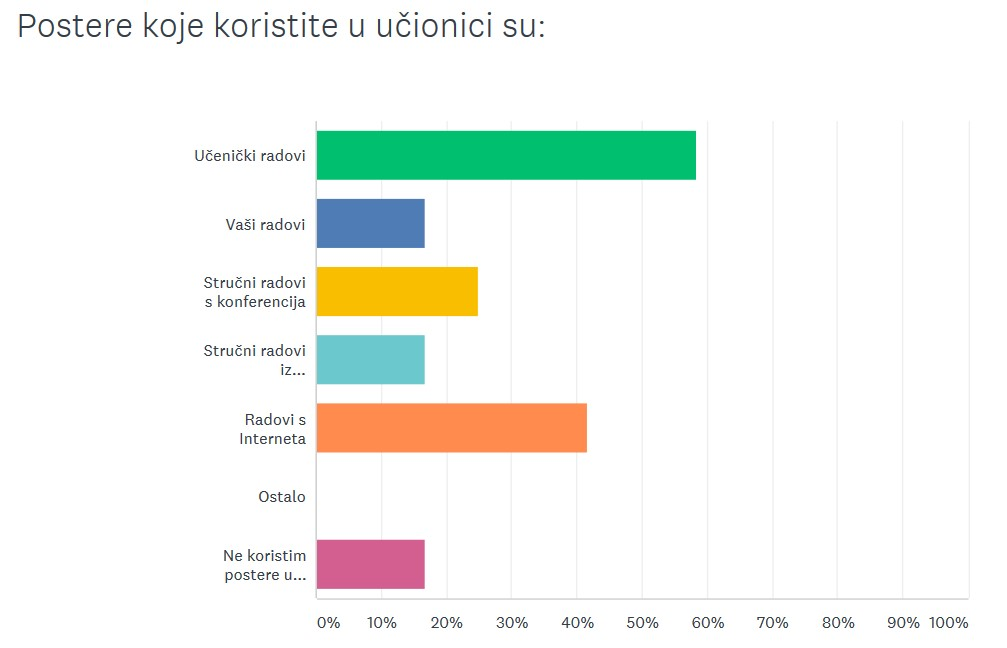 Postere koje koristite u učionici su:
Učenički radovi
Vaši radovi
Stručni radovi
s konferencija
Stručni radovi
iz...
Radovi s
Interneta
Ostalo
Ne koristim
postere u...
0% 10% 20% 30% 40% 50% 60% 70% 80% 90% 100%